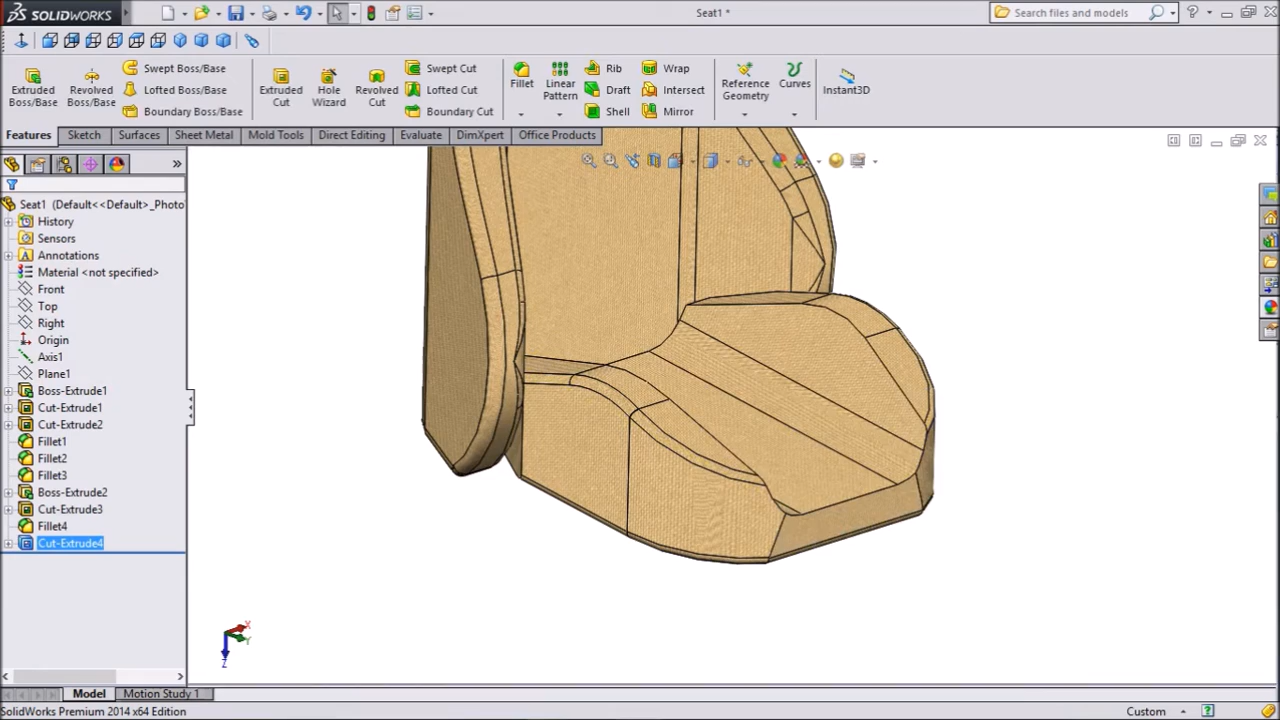 SOLIDWORKS
Seat1 *
Search files and models
Extruded Boss/Base
Revolved Boss/Base
Swept Boss/Base
Lofted Boss/Base
Boundary Boss/Base
Extruded Cut
Hole Wizard
Revolved Cut
Swept Cut
Lofted Cut
Boundary Cut
Fillet
Linear Pattern
Rib
Draft
Shell
Wrap
Intersect
Mirror
Reference Geometry
Curves
Instant3D
Features Sketch Surfaces Sheet Metal Mold Tools Direct Editing Evaluate DimXpert Office Products
Seat1 (Default<<Default>_Photo
History
Sensors
Annotations
Material <not specified>
Front
Top
Right
Origin
Axis1
Plane1
Boss-Extrude1
Cut-Extrude1
Cut-Extrude2
Fillet1
Fillet2
Fillet3
Boss-Extrude2
Cut-Extrude3
Fillet4
Cut-Extrude4
X
Y
Z
Model Motion Study 1
SolidWorks Premium 2014 x64 Edition
Custom